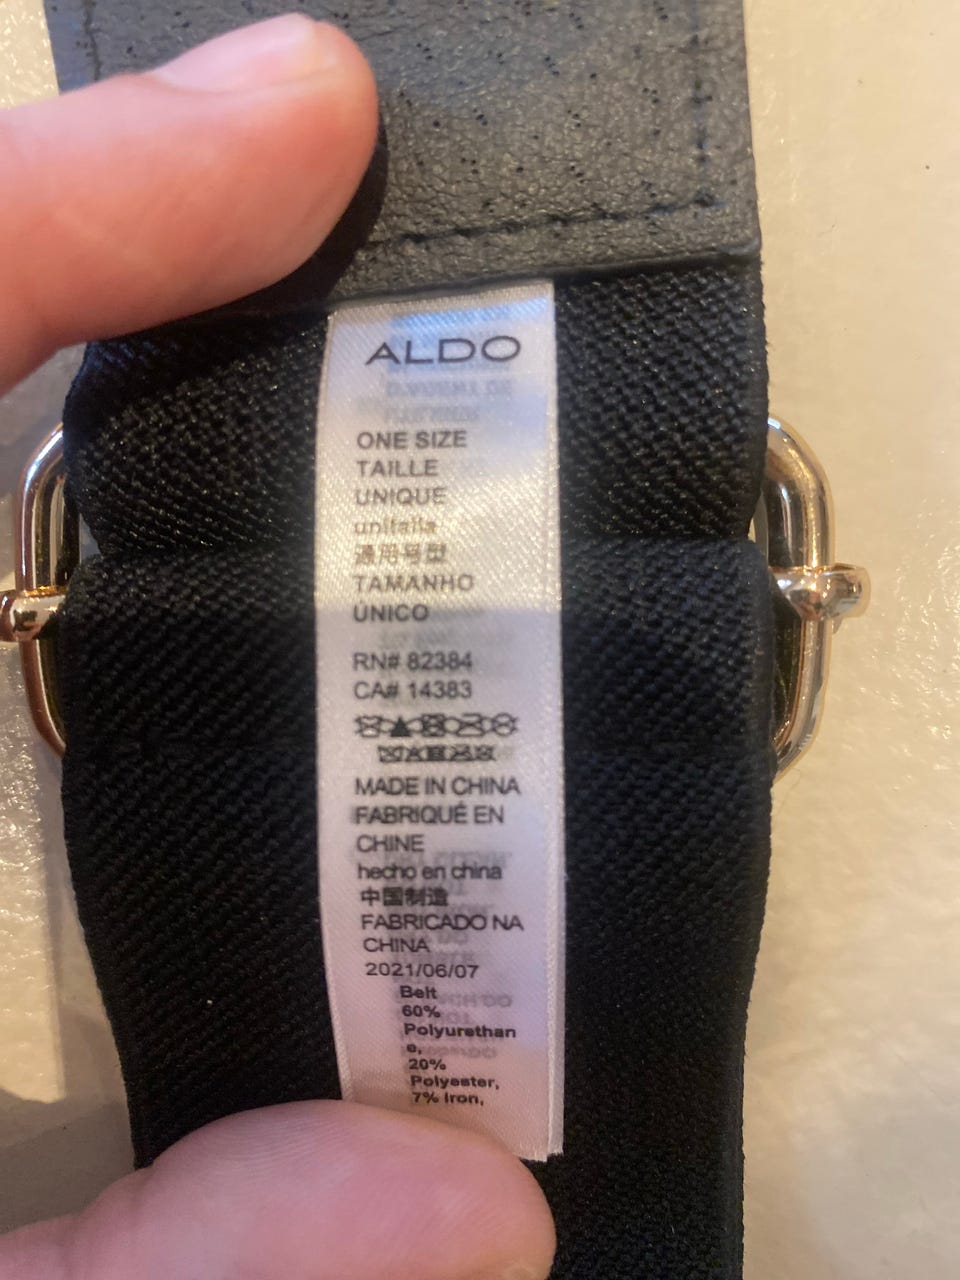 ALDO
ONE SIZE
TAILLE
UNIQUE
unitalla
通用号型
TAMANHO
ÚNICO
RN# 82384
CA# 14383
MADE IN CHINA
FABRIQUÉ EN
CHINE
hecho en china
中国制造
FABRICADO NA
CHINA
2021/06/07
Belt
60%
Polyurethan
e,
20%
Polyester,
7% Iron,